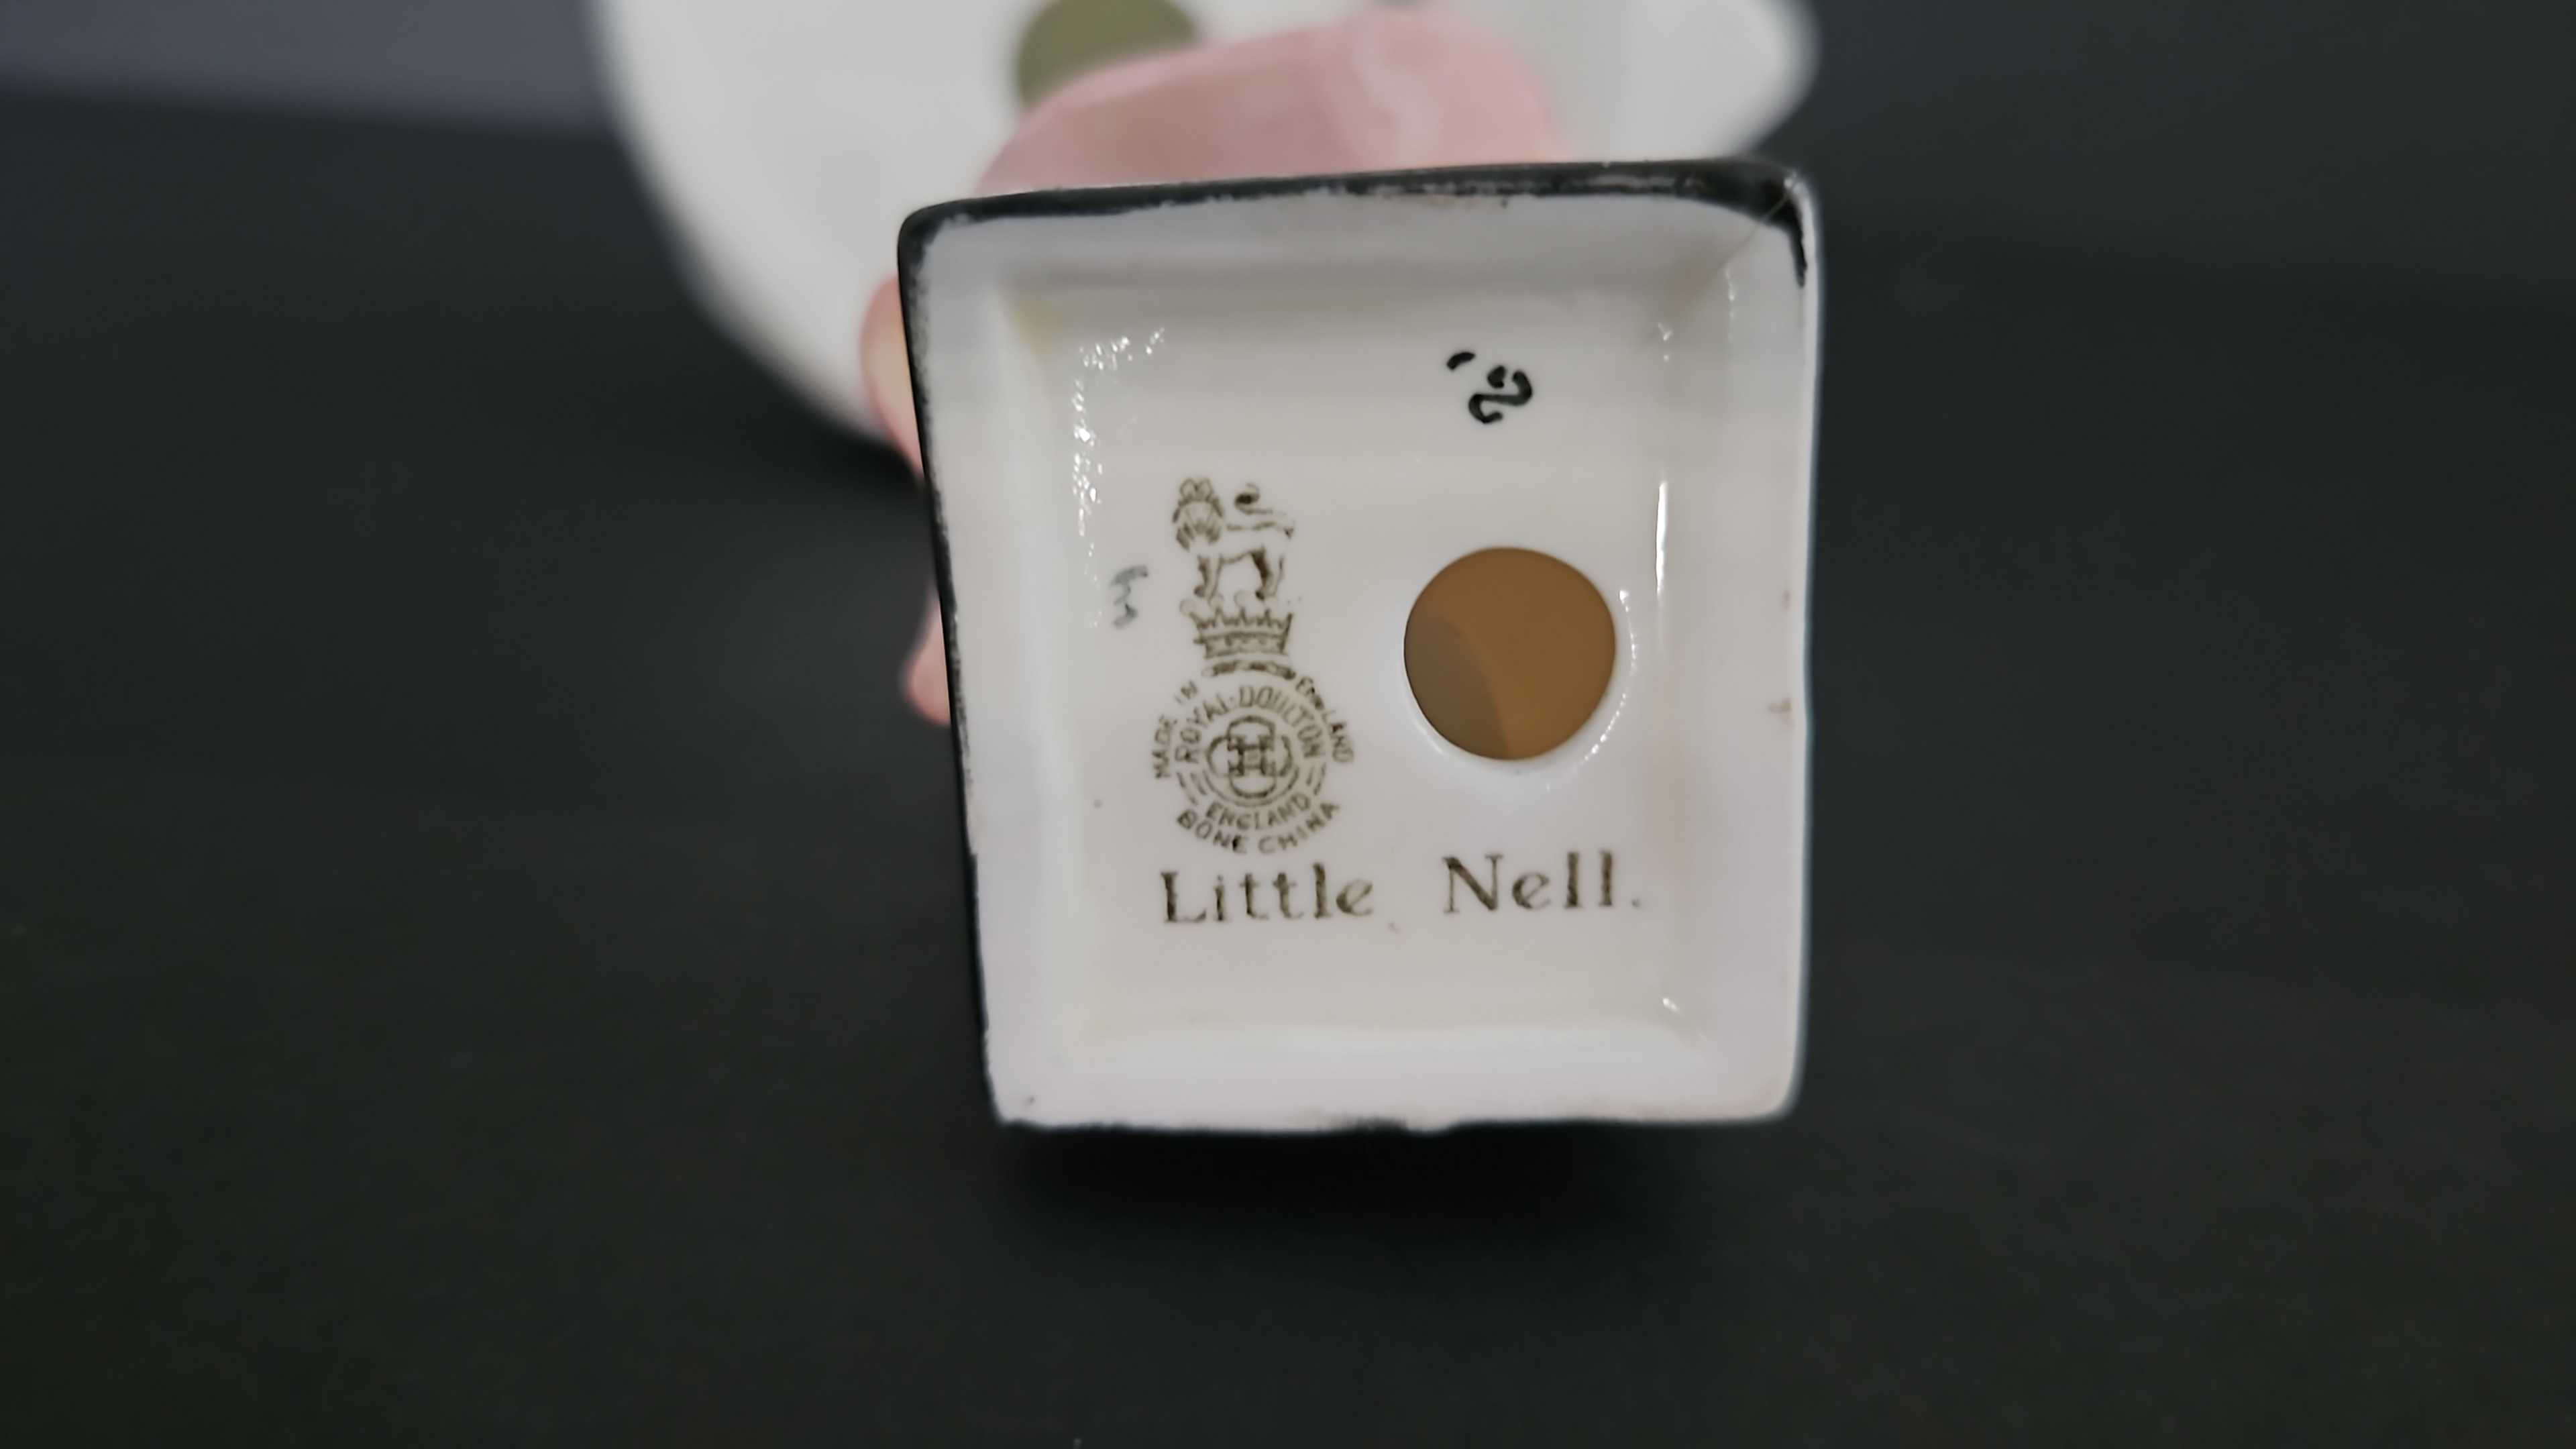 MADE IN ENGLAND
ROYAL·DOULTON
ENGLAND
BONE CHINA
Little Nell.